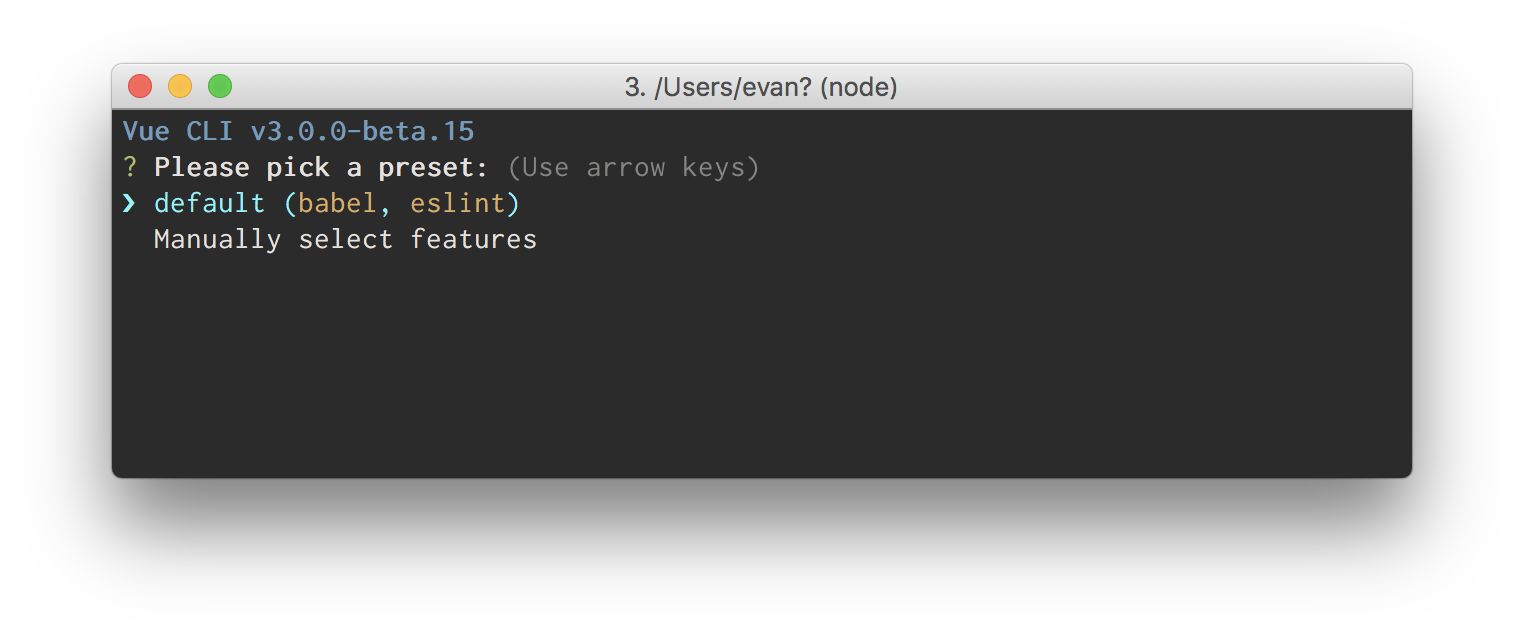 3. /Users/evan? (node)
Vue CLI v3.0.0-beta.15
? Please pick a preset: (Use arrow keys)
❯ default (babel, eslint)
Manually select features